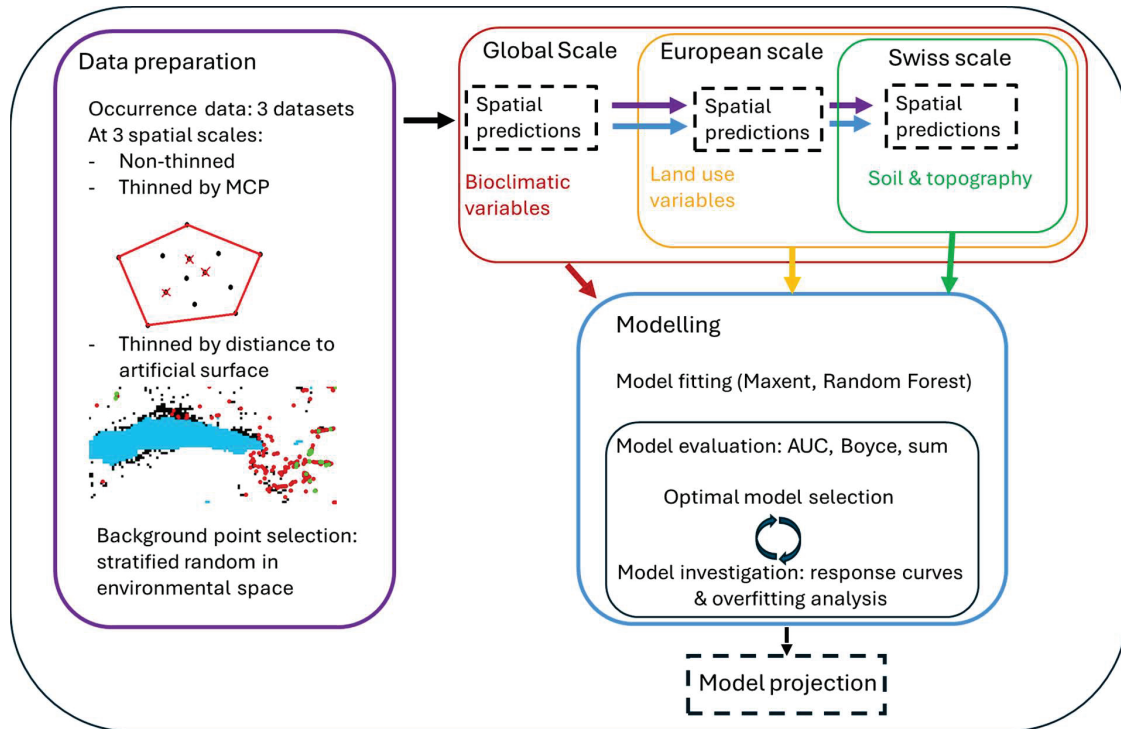 Data preparation
Occurrence data: 3 datasets
At 3 spatial scales:
- Non-thinned
- Thinned by MCP
- Thinned by distiance to
artificial surface
Background point selection:
stratified random in
environmental space
Global Scale
Spatial
predictions
Bioclimatic
variables
European scale
Spatial
predictions
Land use
variables
Swiss scale
Spatial
predictions
Soil & topography
Modelling
Model fitting (Maxent, Random Forest)
Model evaluation: AUC, Boyce, sum
Optimal model selection
Model investigation: response curves
& overfitting analysis
Model projection